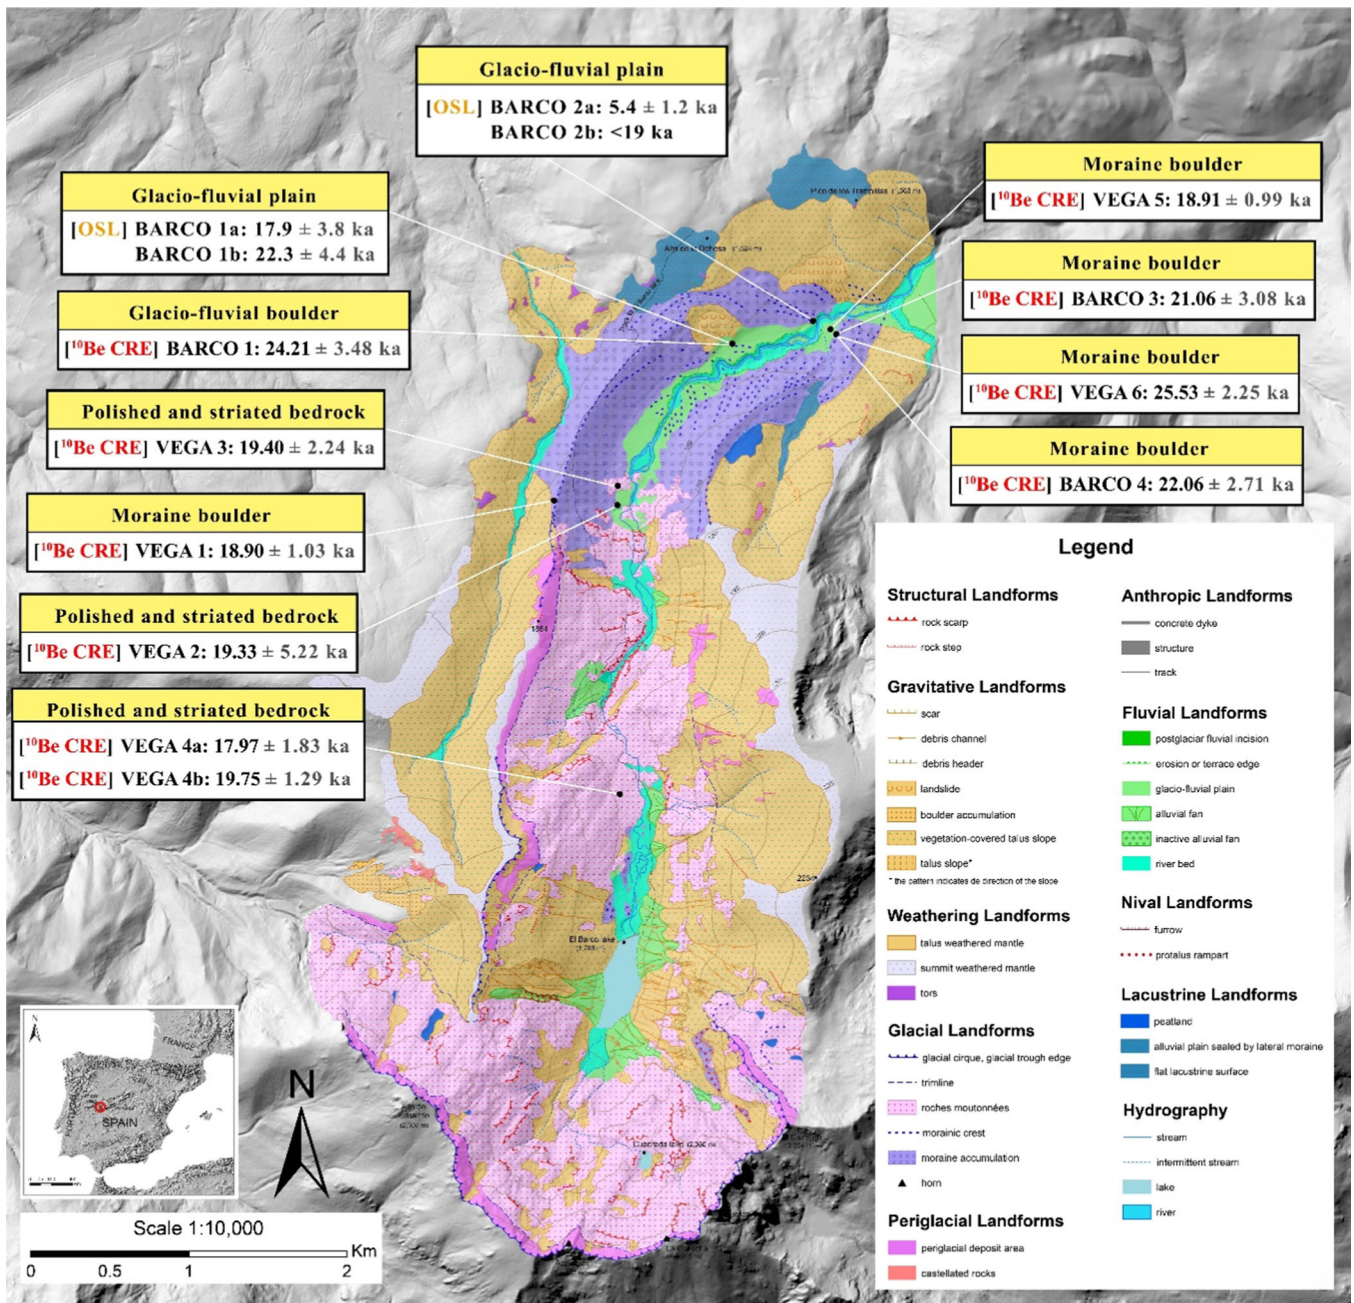 Glacio-fluvial plain
[OSL] BARCO 2a: 5.4 ± 1.2 ka
BARCO 2b: <19 ka
Moraine boulder
[¹⁰Be CRE] VEGA 5: 18.91 ± 0.99 ka
Glacio-fluvial plain
[OSL] BARCO 1a: 17.9 ± 3.8 ka
BARCO 1b: 22.3 ± 4.4 ka
Moraine boulder
[¹⁰Be CRE] BARCO 3: 21.06 ± 3.08 ka
Glacio-fluvial boulder
[¹⁰Be CRE] BARCO 1: 24.21 ± 3.48 ka
Moraine boulder
[¹⁰Be CRE] VEGA 6: 25.53 ± 2.25 ka
Polished and striated bedrock
[¹⁰Be CRE] VEGA 3: 19.40 ± 2.24 ka
Moraine boulder
[¹⁰Be CRE] BARCO 4: 22.06 ± 2.71 ka
Moraine boulder
[¹⁰Be CRE] VEGA 1: 18.90 ± 1.03 ka
Polished and striated bedrock
[¹⁰Be CRE] VEGA 2: 19.33 ± 5.22 ka
Polished and striated bedrock
[¹⁰Be CRE] VEGA 4a: 17.97 ± 1.83 ka
[¹⁰Be CRE] VEGA 4b: 19.75 ± 1.29 ka
El Barco lake
Legend
Structural Landforms
rock scarp
rock step
Gravitative Landforms
scar
debris channel
debris header
landslide
boulder accumulation
vegetation-covered talus slope
talus slope*
* the pattern indicates de direction of the slope
Weathering Landforms
talus weathered mantle
summit weathered mantle
tors
Glacial Landforms
glacial cirque, glacial trough edge
trimline
roches moutonnées
morainic crest
moraine accumulation
horn
Periglacial Landforms
periglacial deposit area
castellated rocks
Anthropic Landforms
concrete dyke
structure
track
Fluvial Landforms
postglaciar fluvial incision
erosion or terrace edge
glacio-fluvial plain
alluvial fan
inactive alluvial fan
river bed
Nival Landforms
furrow
protalus rampart
Lacustrine Landforms
peatland
alluvial plain sealed by lateral moraine
flat lacustrine surface
Hydrography
stream
intermittent stream
lake
river
N
FRANCE
PORTUGAL
SPAIN
N
Scale 1:10,000
Km
0 0.5 1 2